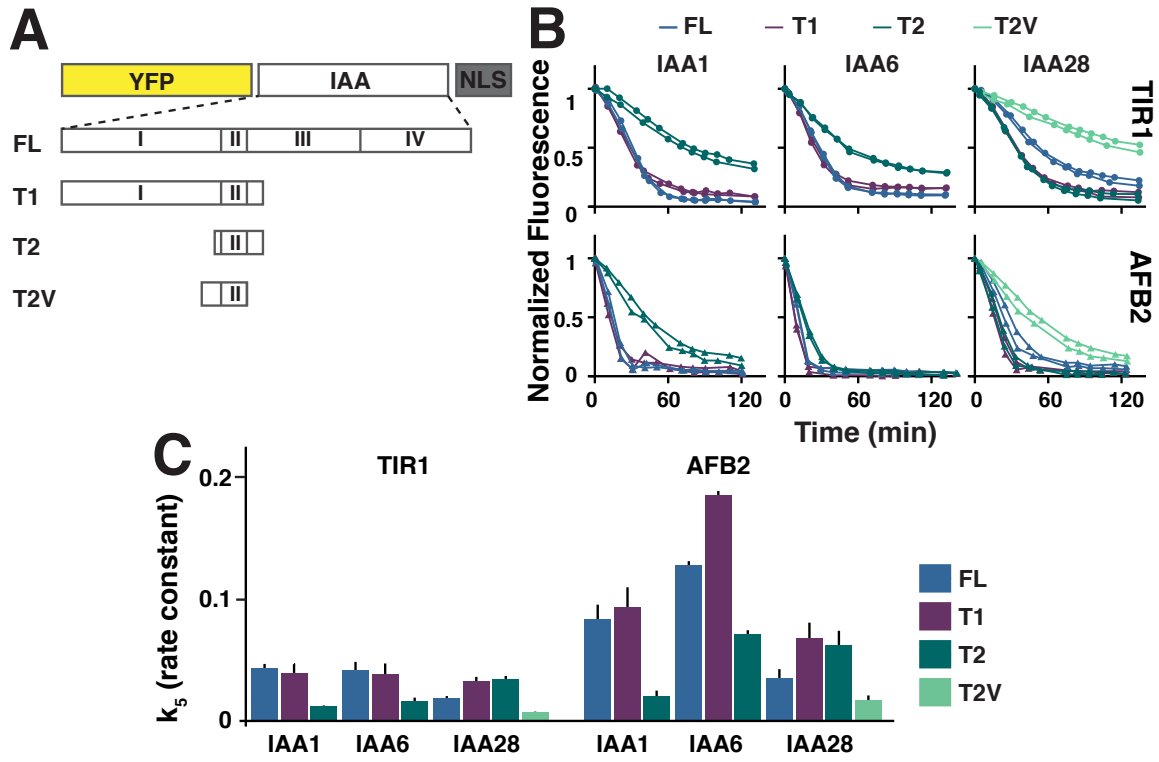 A
YFP IAA NLS
FL I II III IV
T1 I II
T2 II
T2V II
B
FL T1 T2 T2V
IAA1 IAA6 IAA28
Normalized Fluorescence
1
0.5
0
TIR1
1
0.5
0
AFB2
0 60 120 0 60 120 0 60 120
Time (min)
C
TIR1 AFB2
k5 (rate constant)
0.2
0.1
0
IAA1 IAA6 IAA28 IAA1 IAA6 IAA28
FL
T1
T2
T2V